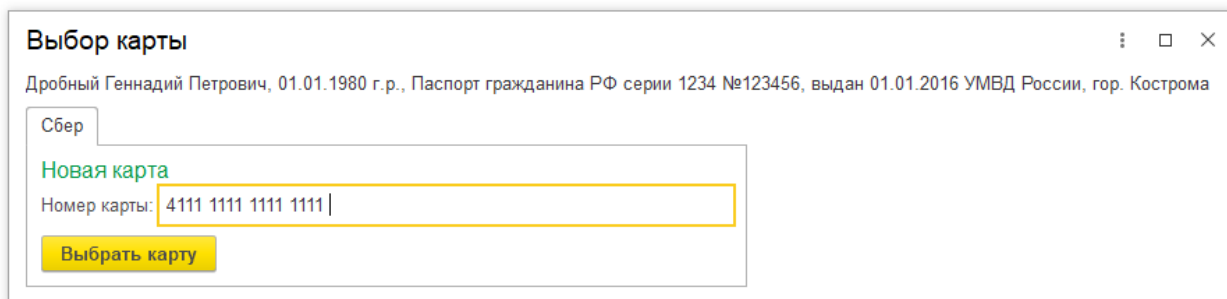 Выбор карты
Дробный Геннадий Петрович, 01.01.1980 г.р., Паспорт гражданина РФ серии 1234 №123456, выдан 01.01.2016 УМВД России, гор. Кострома
Сбер
Новая карта
Номер карты: 4111 1111 1111 1111
Выбрать карту